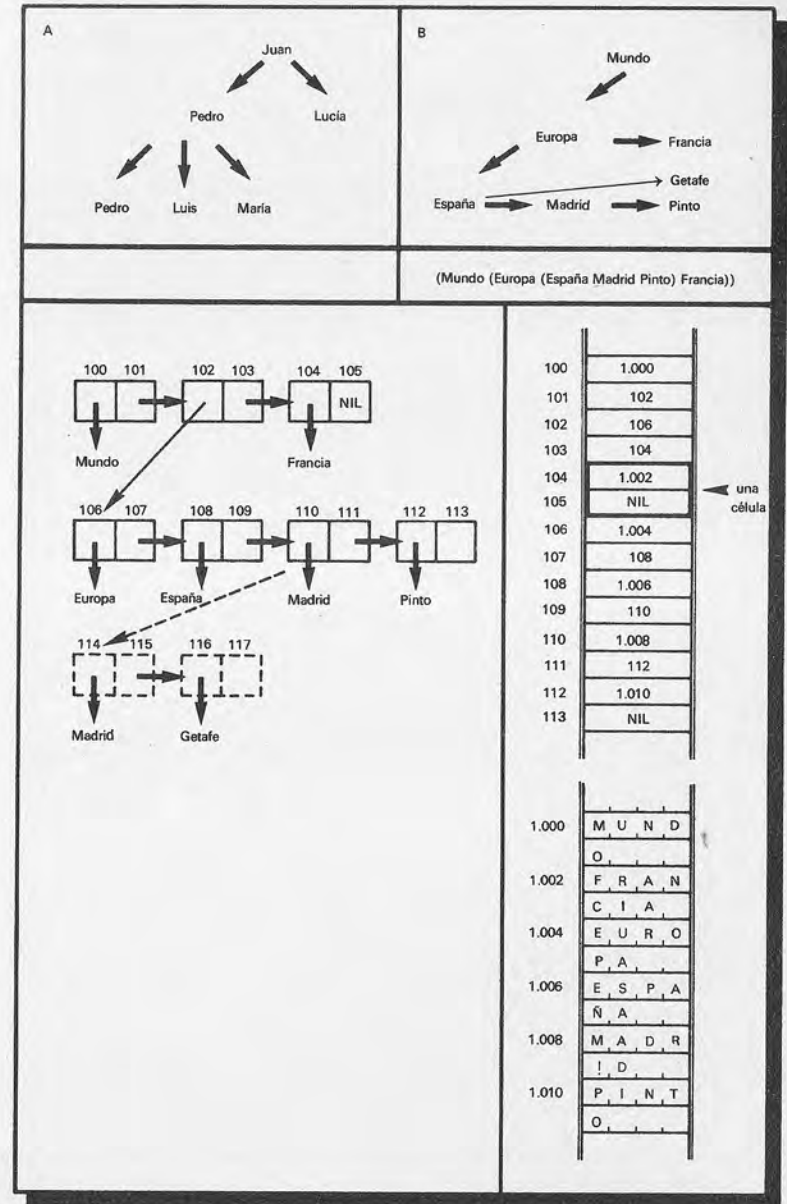 A
Juan
Pedro Lucía
Pedro Luis María
B
Mundo
Europa Francia
Getafe
España Madrid Pinto
(Mundo (Europa (España Madrid Pinto) Francia))
100 101 102 103 104 105
NIL
Mundo Francia
106 107 108 109 110 111 112 113
Europa España Madrid Pinto
114 115 116 117
Madrid Getafe
100 1.000
101 102
102 106
103 104
104 1.002
105 NIL
una
célula
106 1.004
107 108
108 1.006
109 110
110 1.008
111 112
112 1.010
113 NIL
1.000 M U N D
O
1.002 F R A N
C I A
1.004 E U R O
P A
1.006 E S P A
Ñ A
1.008 M A D R
! D
1.010 P I N T
O